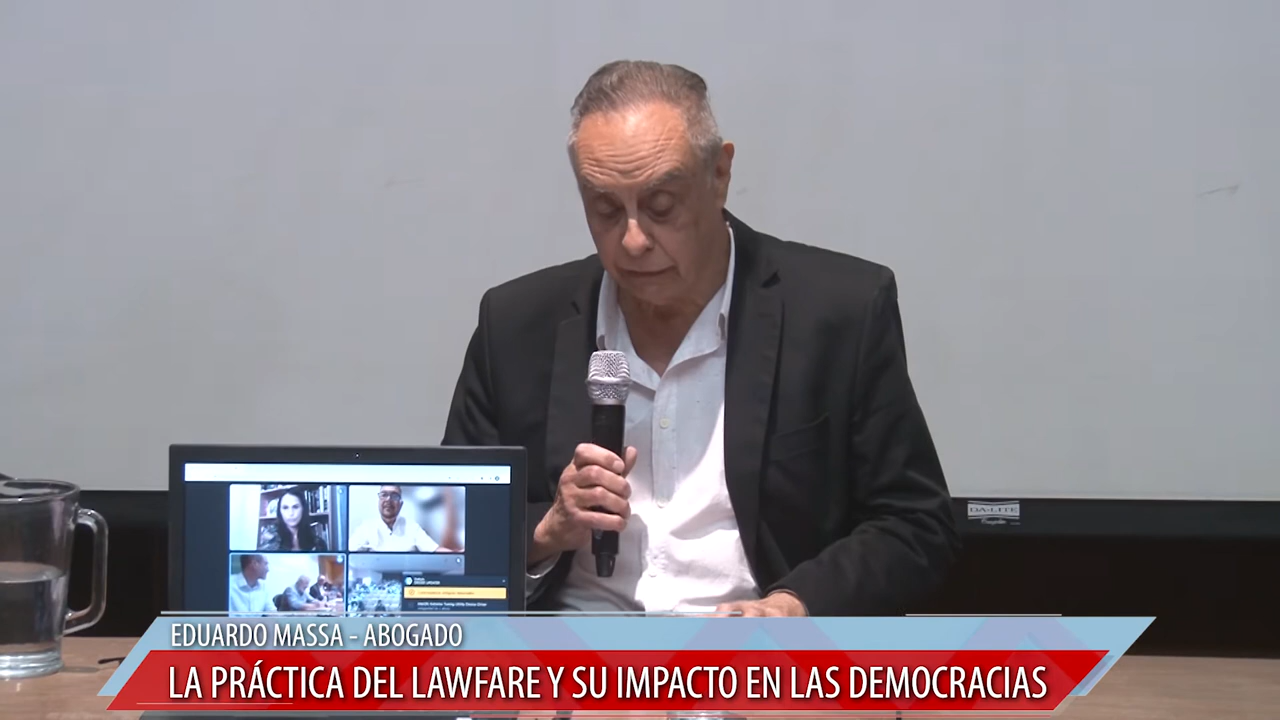 DA-LITE
EDUARDO MASSA - ABOGADO
LA PRÁCTICA DEL LAWFARE Y SU IMPACTO EN LAS DEMOCRACIAS